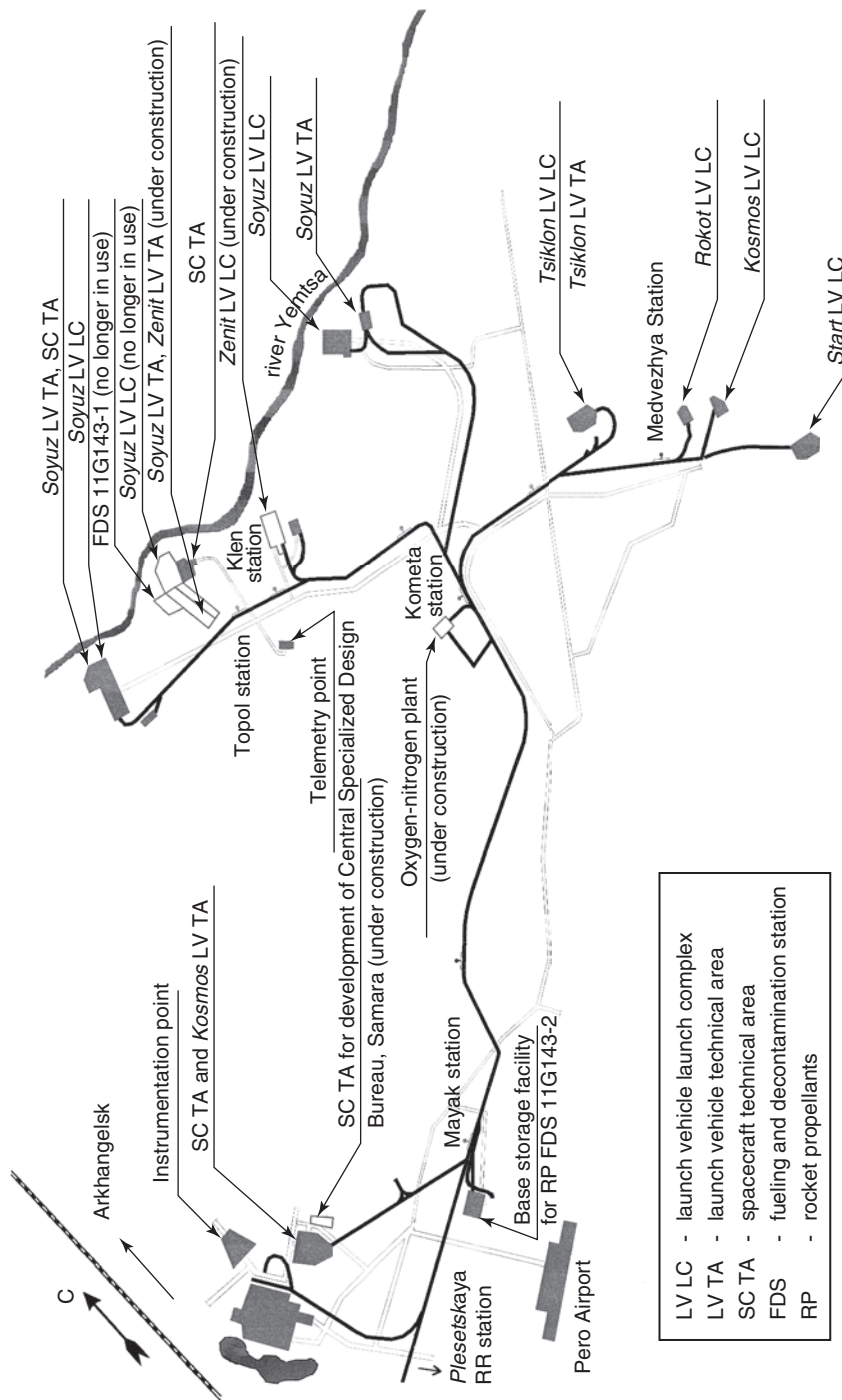 C
Arkhangelsk
Instrumentation point
SC TA and Kosmos LV TA
SC TA for development of Central Specialized Design
Bureau, Samara (under construction)
Telemetry point
Topol station
Soyuz LV TA, SC TA
Soyuz LV LC
FDS 11G143-1 (no longer in use)
Soyuz LV LC (no longer in use)
Soyuz LV TA, Zenit LV TA (under construction)
SC TA
Zenit LV LC (under construction)
Soyuz LV LC
Soyuz LV TA
Klen
station
river Yemtsa
Plesetskaya
RR station
Mayak station
Base storage facility
for RP FDS 11G143-2
Oxygen-nitrogen plant
(under construction)
Kometa
station
Tsiklon LV LC
Tsiklon LV TA
Medvezhya Station
Rokot LV LC
Kosmos LV LC
Start LV LC
Pero Airport
LV LC - launch vehicle launch complex
LV TA - launch vehicle technical area
SC TA - spacecraft technical area
FDS - fueling and decontamination station
RP - rocket propellants